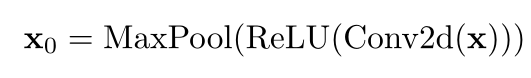 x₀ = MaxPool(ReLU(Conv2d(x)))